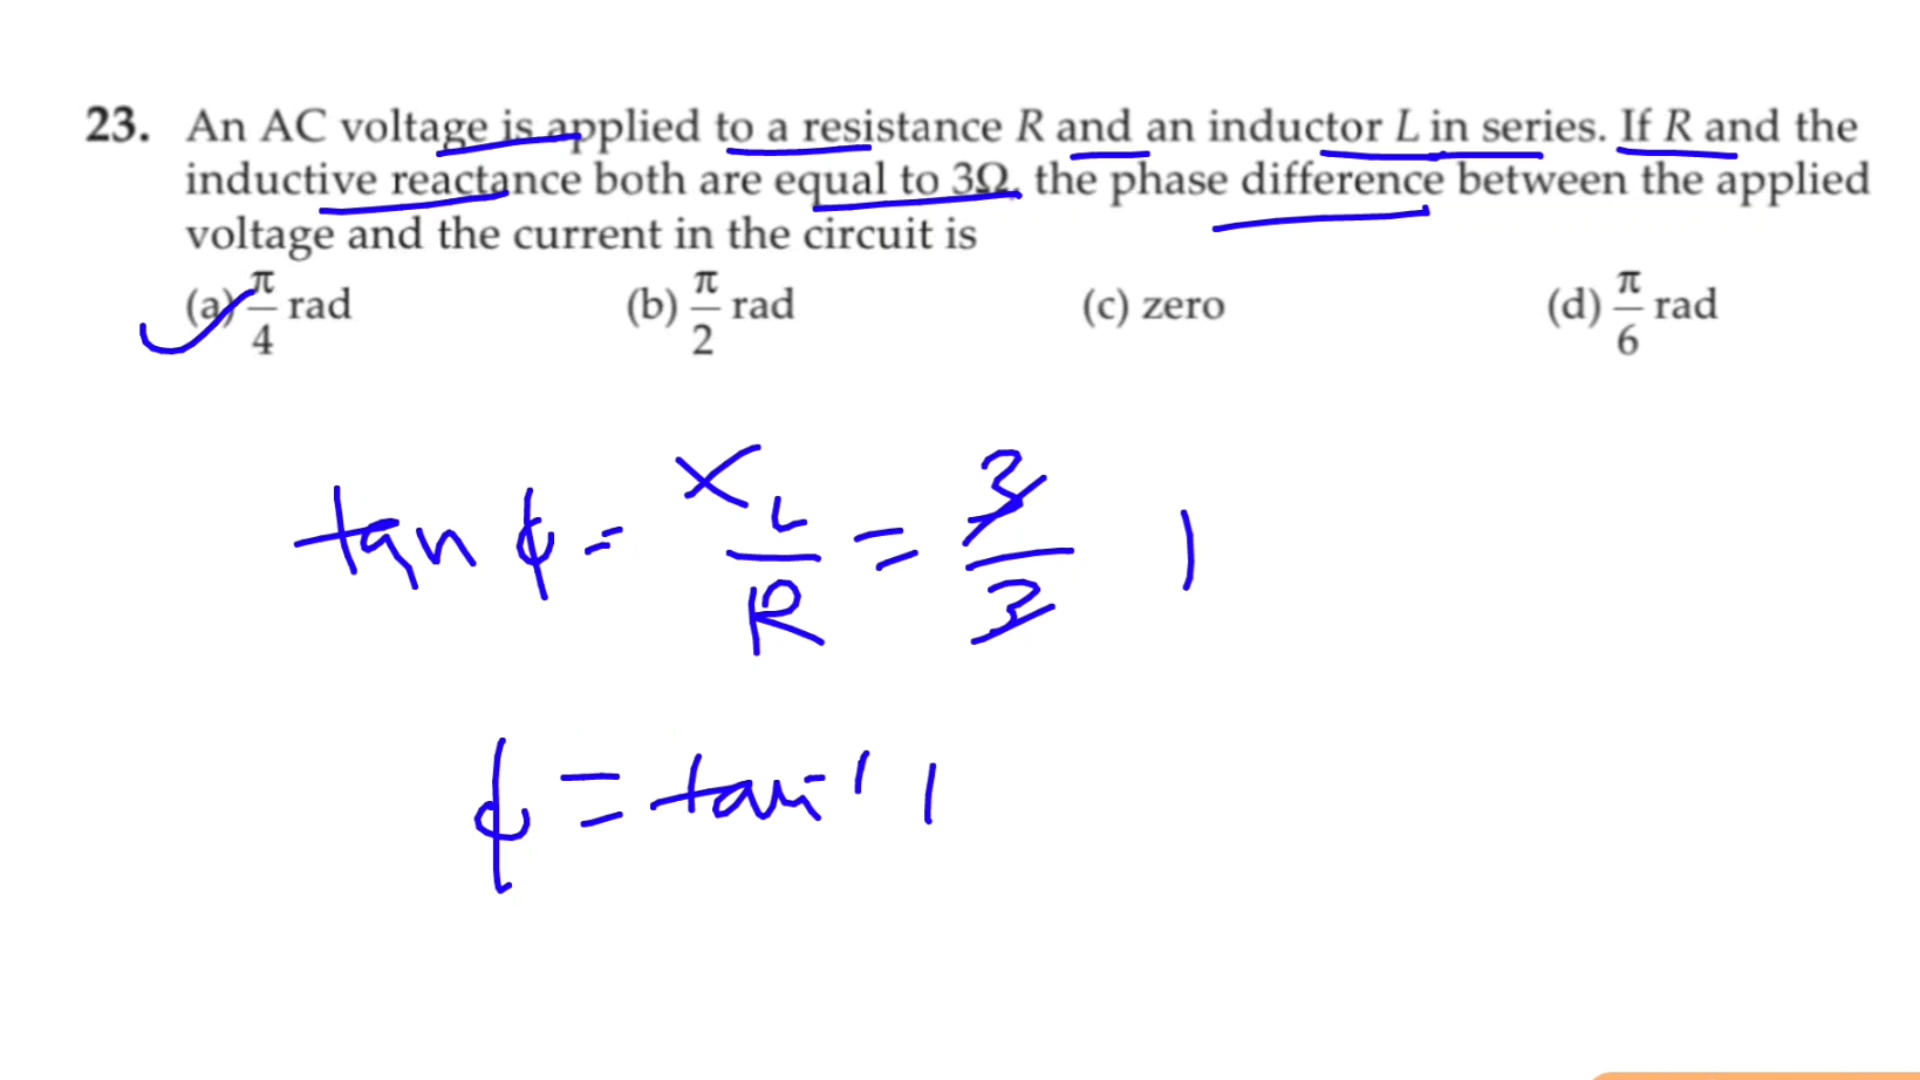 23. An AC voltage is applied to a resistance R and an inductor L in series. If R and the
inductive reactance both are equal to 3Ω, the phase difference between the applied
voltage and the current in the circuit is
(a) π/4 rad (b) π/2 rad (c) zero (d) π/6 rad
tan ϕ = X_L/R = 3/3 1
ϕ = tan⁻¹ 1